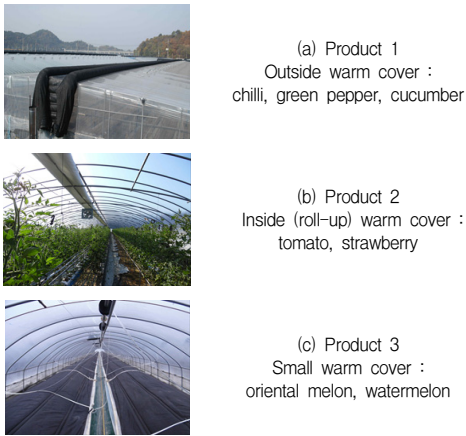 (a) Product 1
Outside warm cover :
chilli, green pepper, cucumber
(b) Product 2
Inside (roll-up) warm cover :
tomato, strawberry
(c) Product 3
Small warm cover :
oriental melon, watermelon